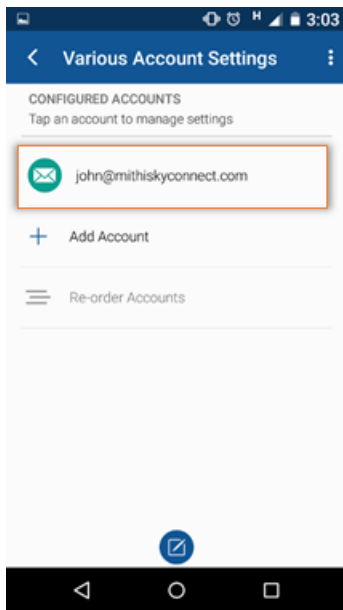 H 3:03
Various Account Settings
CONFIGURED ACCOUNTS
Tap an account to manage settings
john@mithiskyconnect.com
Add Account
Re-order Accounts